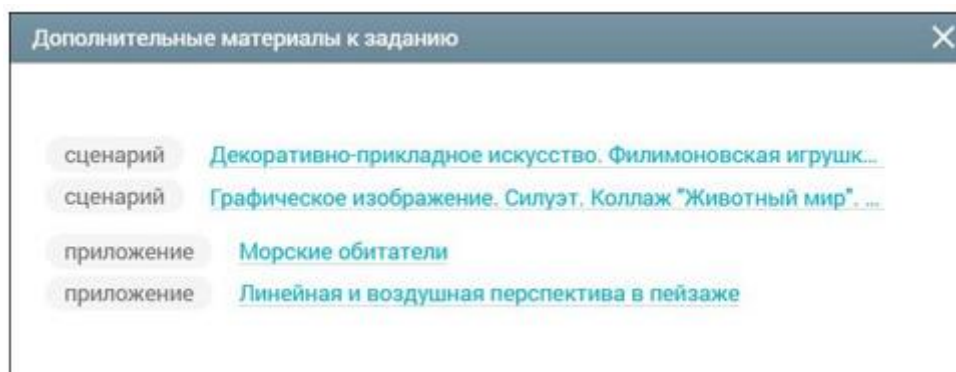 Дополнительные материалы к заданию
сценарий Декоративно-прикладное искусство. Филимоновская игрушк...
сценарий Графическое изображение. Силуэт. Коллаж "Животный мир". ...
приложение Морские обитатели
приложение Линейная и воздушная перспектива в пейзаже